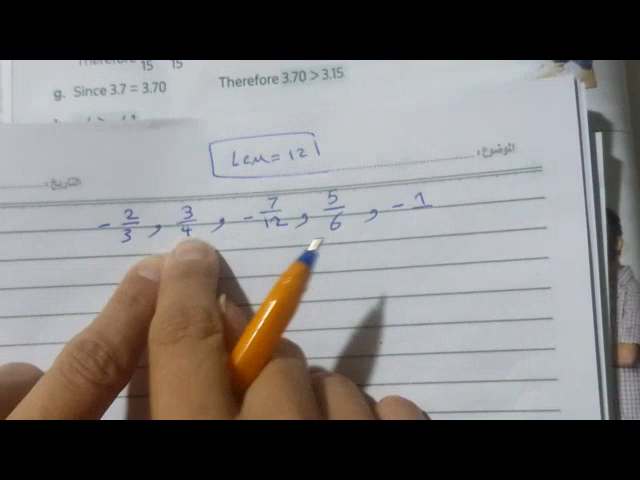 Therefore 15 15
g. Since 3.7 = 3.70
Therefore 3.70 > 3.15
LCM = 12
الموضوع:
التاريخ:
- 2/3 , 3/4 , - 7/12 , 5/6 , - 1